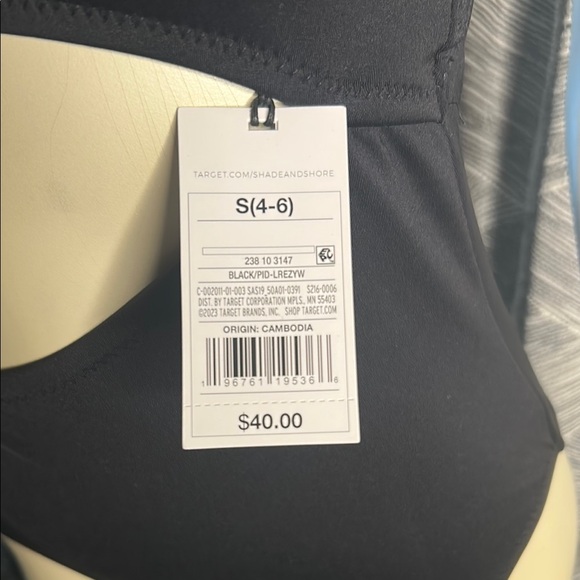 TARGET.COM/SHADEANDSHORE
S(4-6)
238 10 3147
BLACK/PID-LREZYW
C-002011-01-003 SAS19_50A01-0391 S216-0006
DIST. BY TARGET CORPORATION MPLS., MN 55403
©2023 TARGET BRANDS, INC. SHOP TARGET.COM
ORIGIN: CAMBODIA
1 96761 19536 6
$40.00